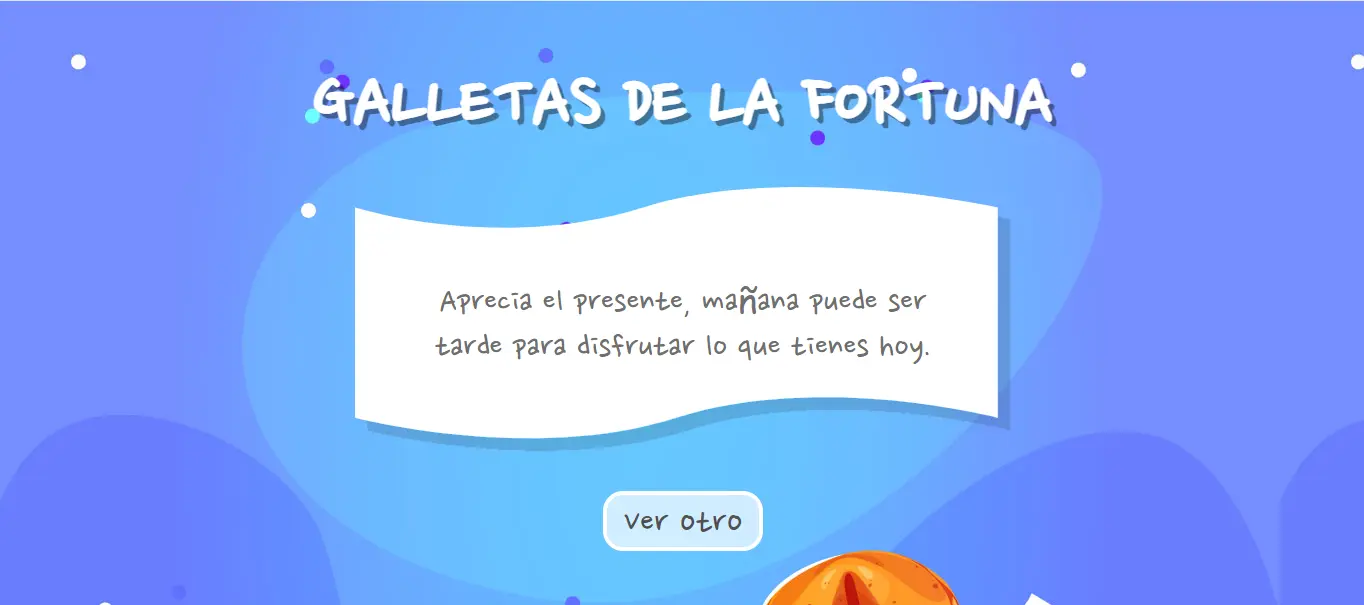 GALLETAS DE LA FORTUNA
Aprecia el presente, mañana puede ser
tarde para disfrutar lo que tienes hoy.
Ver otro